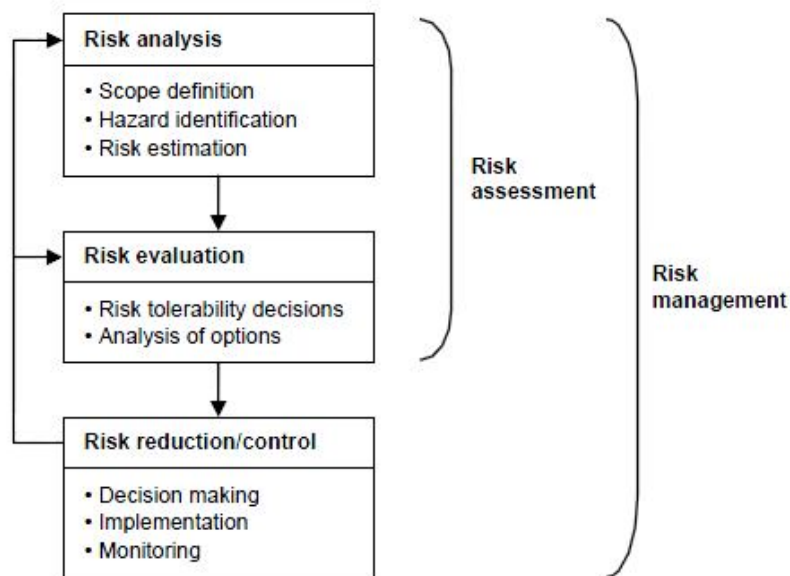 Risk analysis
• Scope definition
• Hazard identification
• Risk estimation
Risk evaluation
• Risk tolerability decisions
• Analysis of options
Risk reduction/control
• Decision making
• Implementation
• Monitoring
Risk
assessment
Risk
management